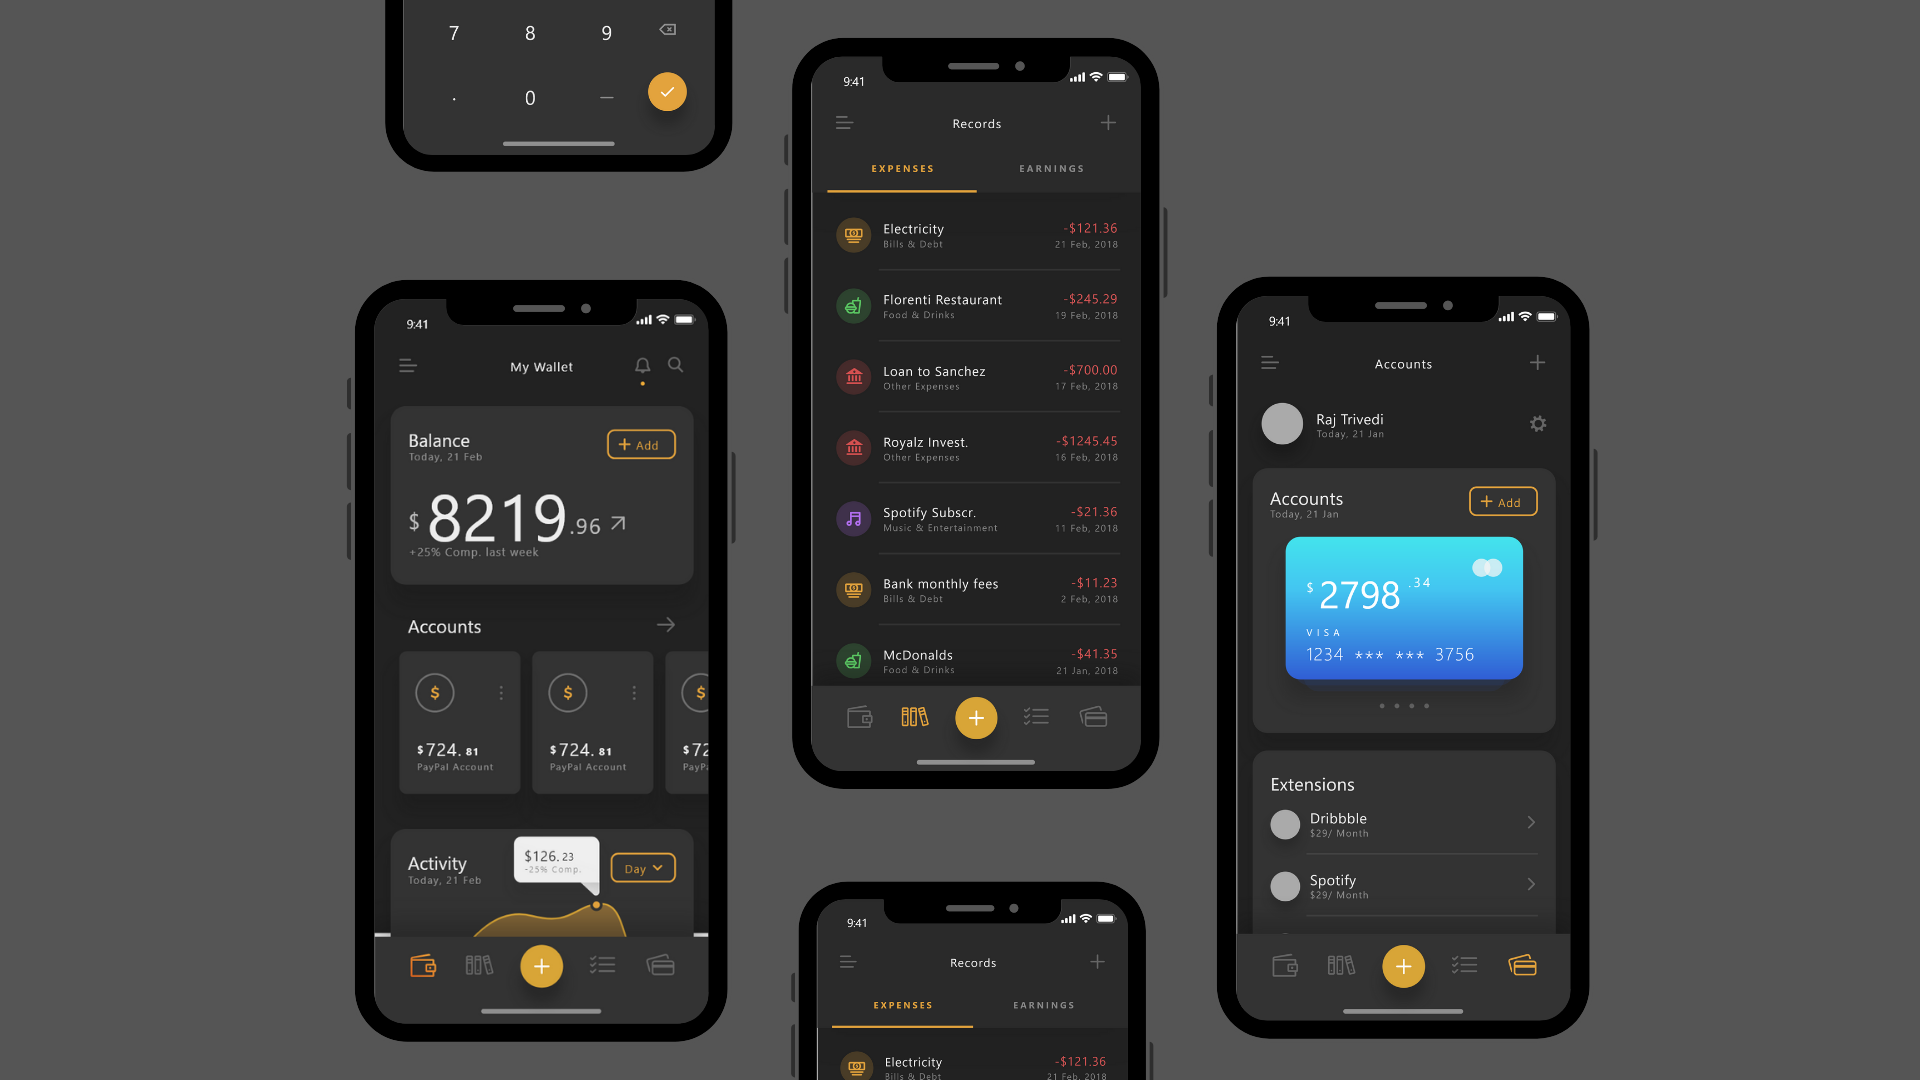 7 8 9
. 0 —
9:41
Records
EXPENSES EARNINGS
Electricity -$121.36
Bills & Debt 21 Feb, 2018
Florenti Restaurant -$245.29
Food & Drinks 19 Feb, 2018
Loan to Sanchez -$700.00
Other Expenses 17 Feb, 2018
Royalz Invest. -$1245.45
Other Expenses 16 Feb, 2018
Spotify Subscr. -$21.36
Music & Entertainment 11 Feb, 2018
Bank monthly fees -$11.23
Bills & Debt 2 Feb, 2018
McDonalds -$41.35
Food & Drinks 21 Jan, 2018
9:41
My Wallet
Balance
Today, 21 Feb
+ Add
$ 8219.96
+25% Comp. last week
Accounts
$ $ $
$724.81 $724.81 $72
PayPal Account PayPal Account PayPa
Activity
Today, 21 Feb
$126.23
-25% Comp.
Day
9:41
Accounts
Raj Trivedi
Today, 21 Jan
Accounts
Today, 21 Jan
+ Add
$ 2798.34
VISA
1234 *** *** 3756
Extensions
Dribbble
$29/ Month
Spotify
$29/ Month
9:41
Records
EXPENSES EARNINGS
Electricity -$121.36
Bills & Debt 21 Feb, 2018